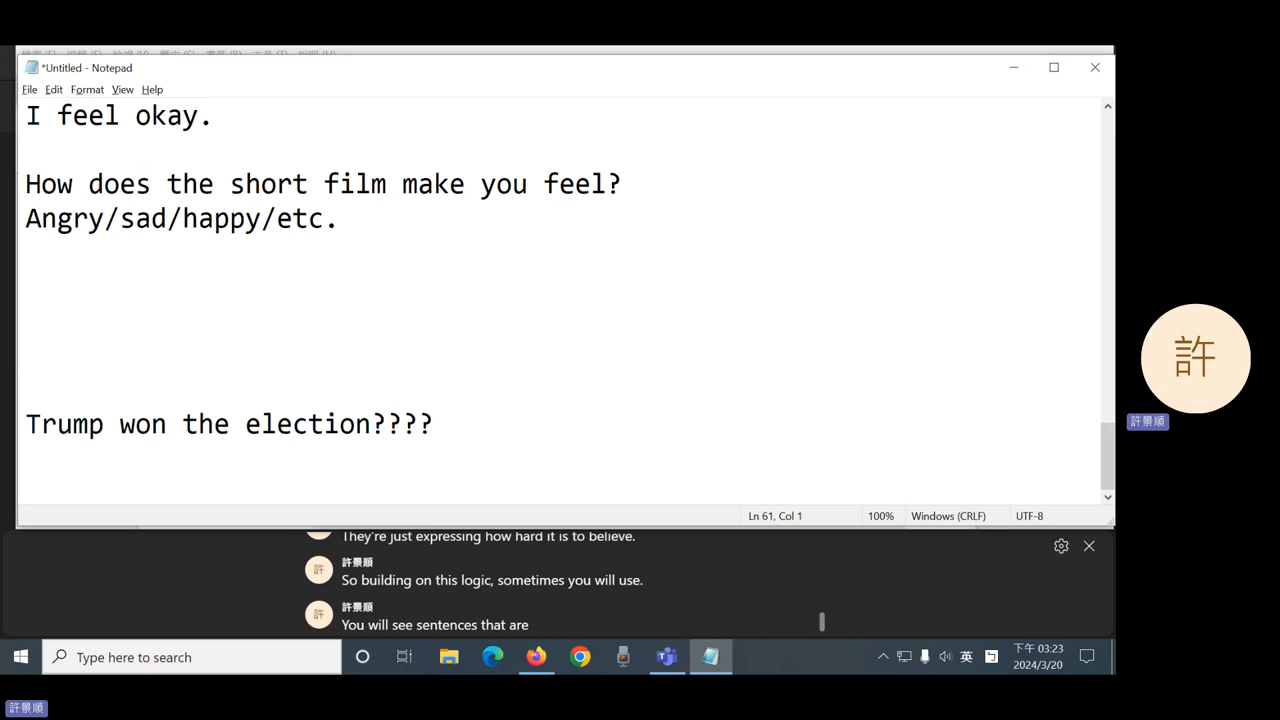 *Untitled - Notepad
File Edit Format View Help
I feel okay.
How does the short film make you feel?
Angry/sad/happy/etc.
Trump won the election????
Ln 61, Col 1
100%
Windows (CRLF)
UTF-8
許
許景順
They're just expressing how hard it is to believe.
許景順
許
So building on this logic, sometimes you will use.
許景順
許
You will see sentences that are
Type here to search
英
下午 03:23
2024/3/20
許景順